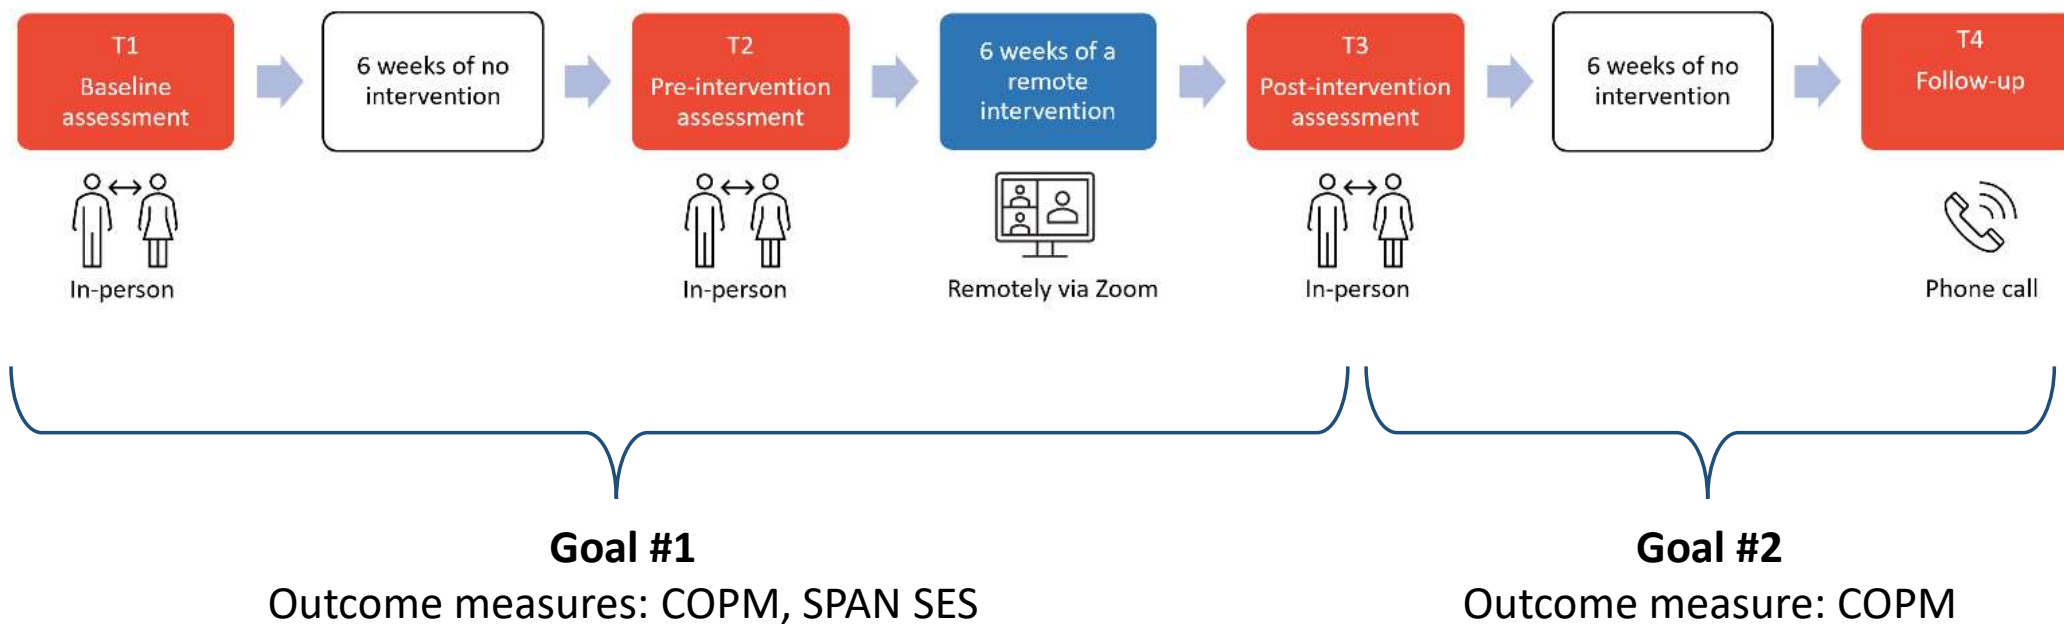 T1
Baseline
assessment
6 weeks of no
intervention
T2
Pre-intervention
assessment
6 weeks of a
remote
intervention
T3
Post-intervention
assessment
6 weeks of no
intervention
T4
Follow-up
In-person
In-person
Remotely via Zoom
In-person
Phone call
Goal #1
Outcome measures: COPM, SPAN SES
Goal #2
Outcome measure: COPM